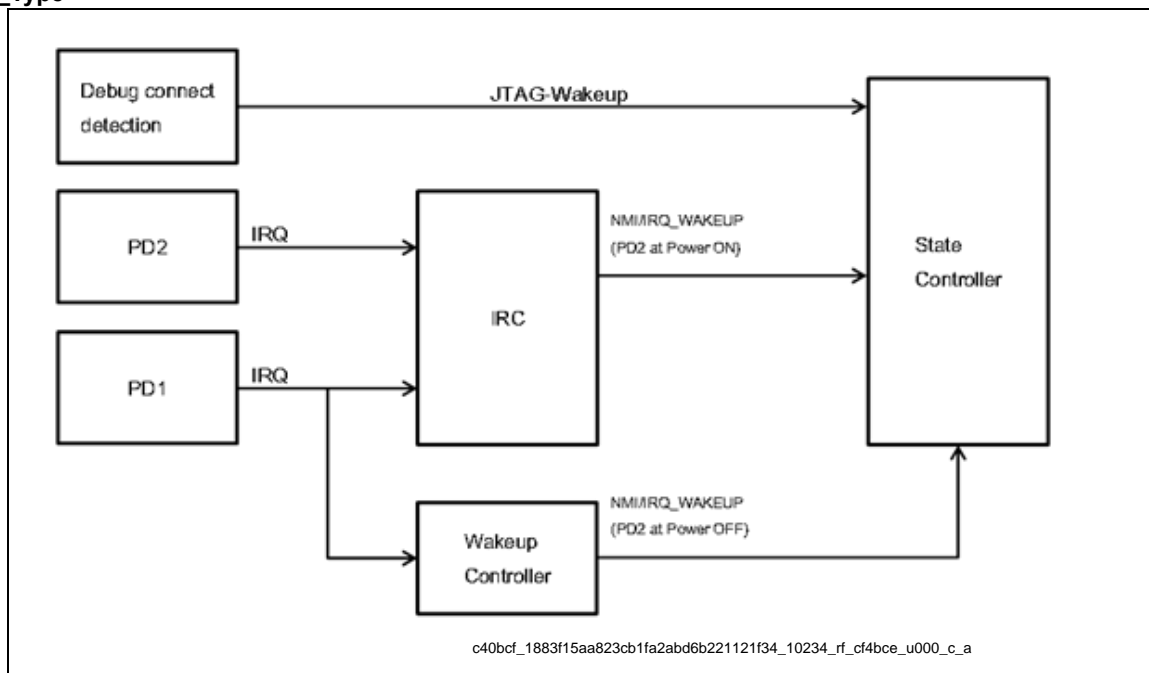 _Type
Debug connect
detection
JTAG-Wakeup
PD2
IRQ
NMI/IRQ_WAKEUP
(PD2 at Power ON)
State
Controller
IRC
PD1
IRQ
Wakeup
Controller
NMI/IRQ_WAKEUP
(PD2 at Power OFF)
c40bcf_1883f15aa823cb1fa2abd6b221121f34_10234_rf_cf4bce_u000_c_a